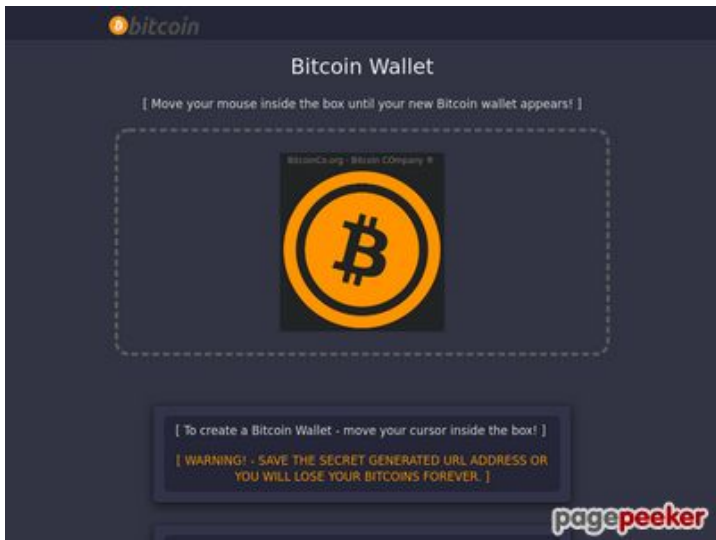 bitcoin
Bitcoin Wallet
[ Move your mouse inside the box until your new Bitcoin wallet appears! ]
BitcoinCo.org - Bitcoin COmpany ®
[ To create a Bitcoin Wallet - move your cursor inside the box! ]
[ WARNING! - SAVE THE SECRET GENERATED URL ADDRESS OR
YOU WILL LOSE YOUR BITCOINS FOREVER. ]
pagepeeker